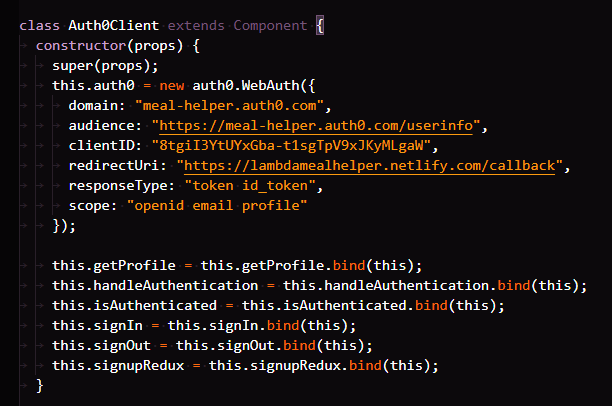 class Auth0Client extends Component {
constructor(props) {
super(props);
this.auth0 = new auth0.WebAuth({
domain: "meal-helper.auth0.com",
audience: "https://meal-helper.auth0.com/userinfo",
clientID: "8tgiI3YtUYxGba-t1sgTpV9xJKyMLgaW",
redirectUri: "https://lambdamealhelper.netlify.com/callback",
responseType: "token id_token",
scope: "openid email profile"
});
this.getProfile = this.getProfile.bind(this);
this.handleAuthentication = this.handleAuthentication.bind(this);
this.isAuthenticated = this.isAuthenticated.bind(this);
this.signIn = this.signIn.bind(this);
this.signOut = this.signOut.bind(this);
this.signupRedux = this.signupRedux.bind(this);
}